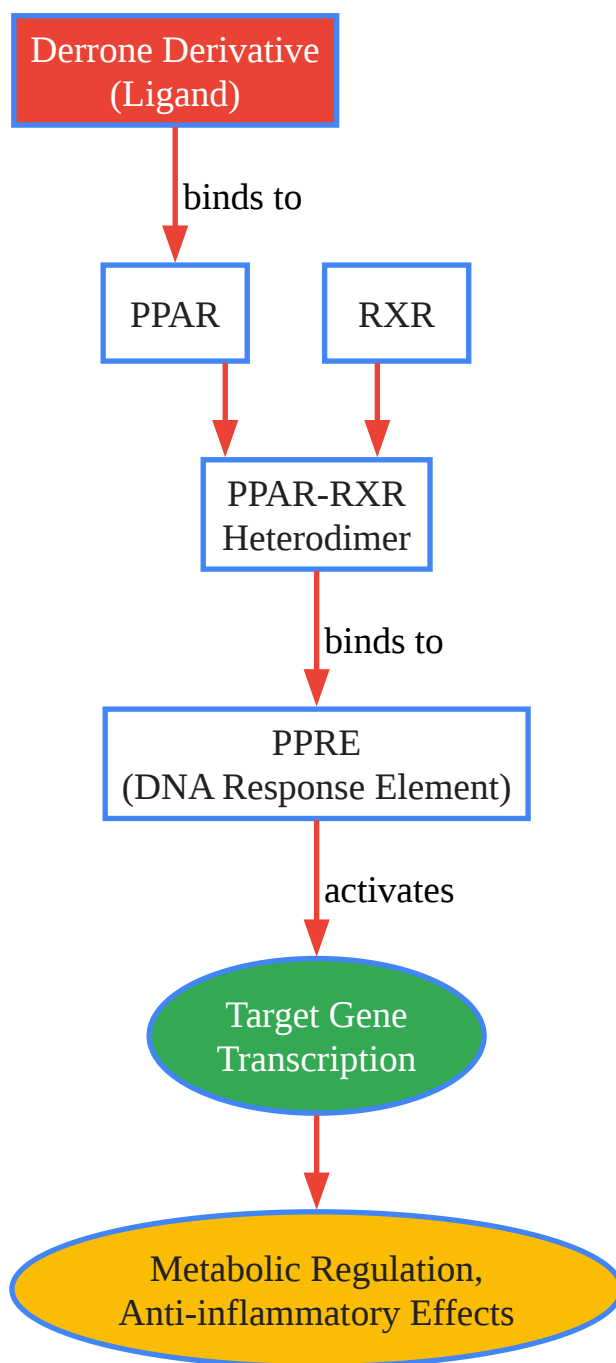 Derrone Derivative
(Ligand)
binds to
PPAR
RXR
PPAR-RXR
Heterodimer
binds to
PPRE
(DNA Response Element)
activates
Target Gene
Transcription
Metabolic Regulation,
Anti-inflammatory Effects